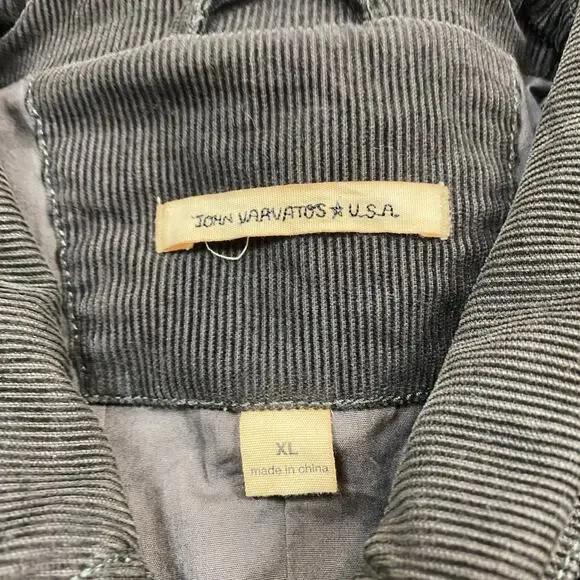 JOHN VARVATOS ★ U.S.A.
XL
made in china